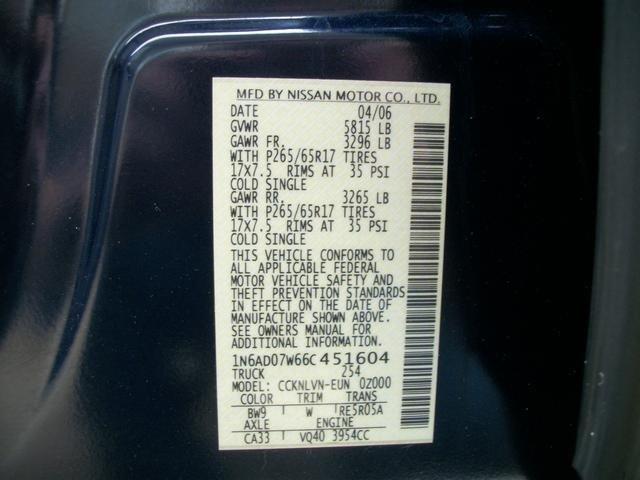 MFD BY NISSAN MOTOR CO., LTD.
DATE 04/06
GVWR 5815 LB
GAWR FR. 3296 LB
WITH P265/65R17 TIRES
17X7.5 RIMS AT 35 PSI
COLD SINGLE
GAWR RR. 3265 LB
WITH P265/65R17 TIRES
17X7.5 RIMS AT 35 PSI
COLD SINGLE
THIS VEHICLE CONFORMS TO
ALL APPLICABLE FEDERAL
MOTOR VEHICLE SAFETY AND
THEFT PREVENTION STANDARDS
IN EFFECT ON THE DATE OF
MANUFACTURE SHOWN ABOVE.
SEE OWNERS MANUAL FOR
ADDITIONAL INFORMATION
1N6AD07W66C451604
TRUCK 254
MODEL: CCKNLVN-EUN 0Z000
COLOR TRIM TRANS
BW9 W RE5R05A
AXLE ENGINE
CA33 VQ40 3954CC